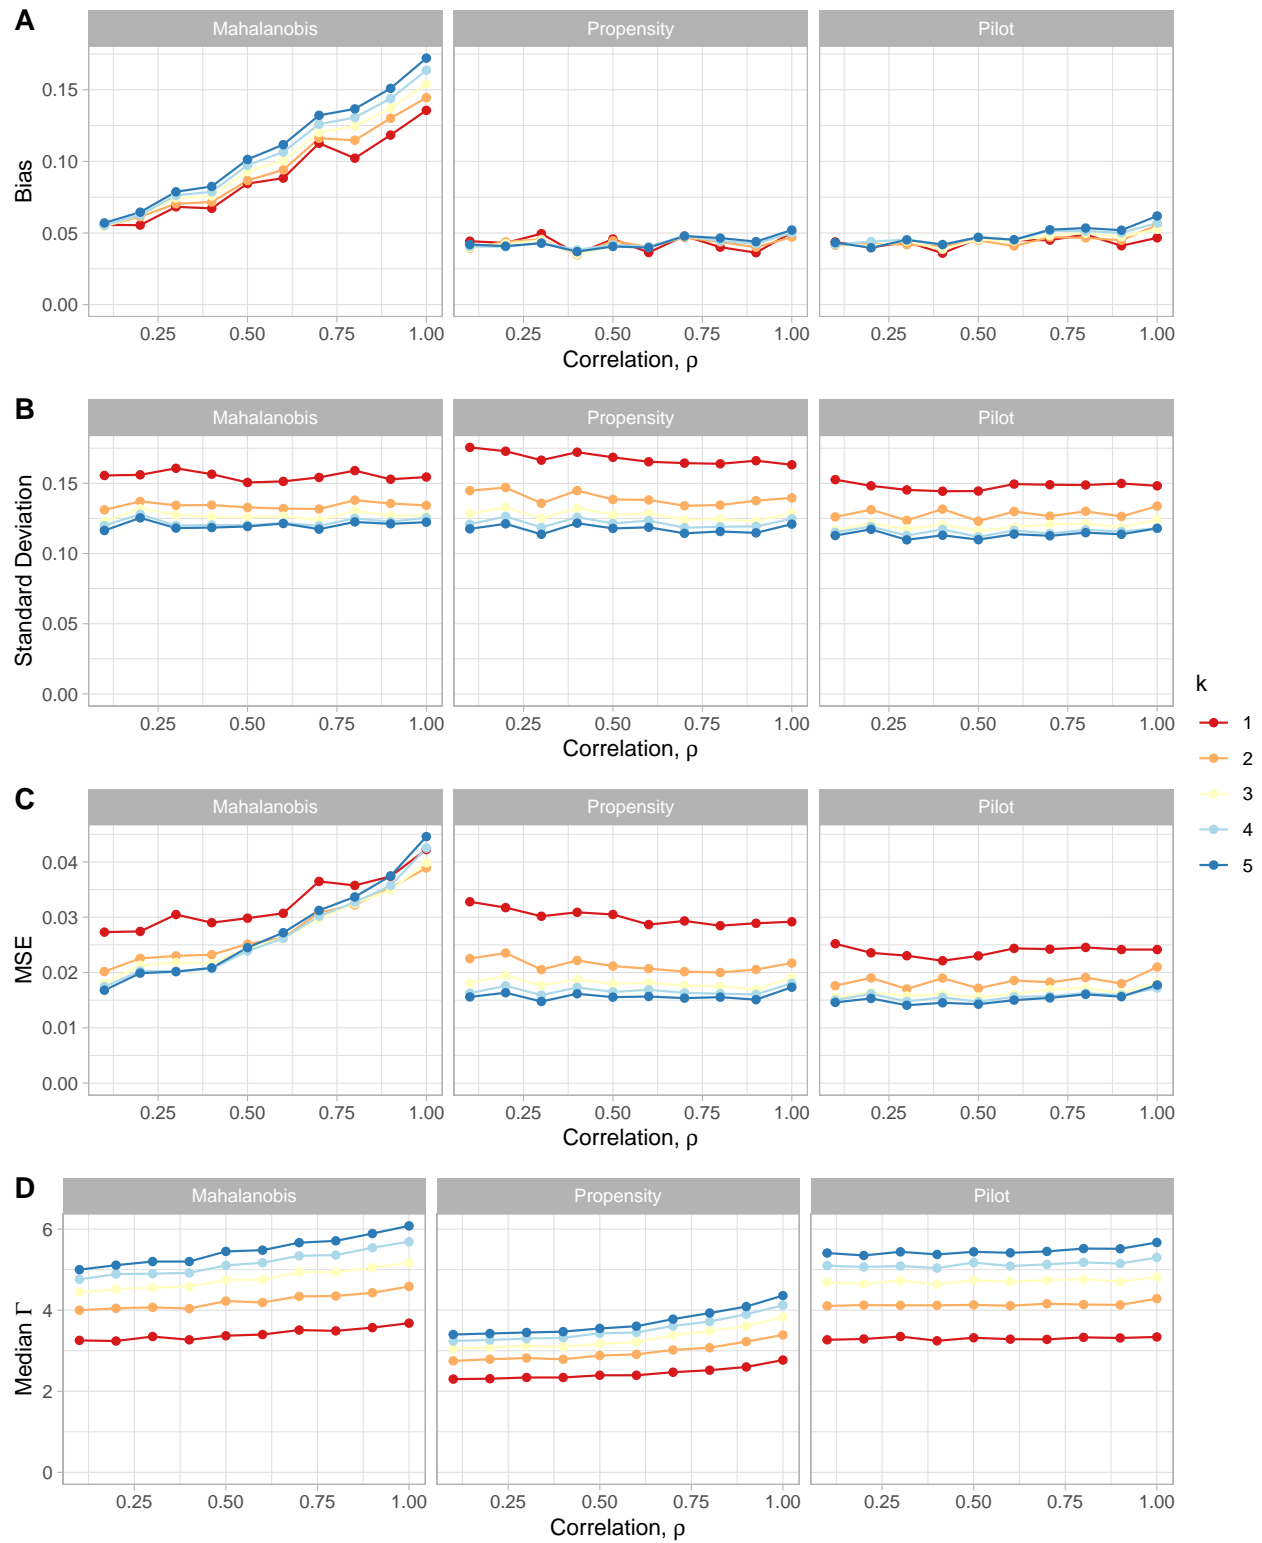 A
Mahalanobis Propensity Pilot
Bias
0.15
0.10
0.05
0.00
0.25 0.50 0.75 1.00 0.25 0.50 0.75 1.00 0.25 0.50 0.75 1.00
Correlation, ρ
B
Mahalanobis Propensity Pilot
Standard Deviation
0.15
0.10
0.05
0.00
0.25 0.50 0.75 1.00 0.25 0.50 0.75 1.00 0.25 0.50 0.75 1.00
Correlation, ρ
C
Mahalanobis Propensity Pilot
MSE
0.04
0.03
0.02
0.01
0.00
0.25 0.50 0.75 1.00 0.25 0.50 0.75 1.00 0.25 0.50 0.75 1.00
Correlation, ρ
D
Mahalanobis Propensity Pilot
Median Γ
6
4
2
0
0.25 0.50 0.75 1.00 0.25 0.50 0.75 1.00 0.25 0.50 0.75 1.00
Correlation, ρ
k
1
2
3
4
5